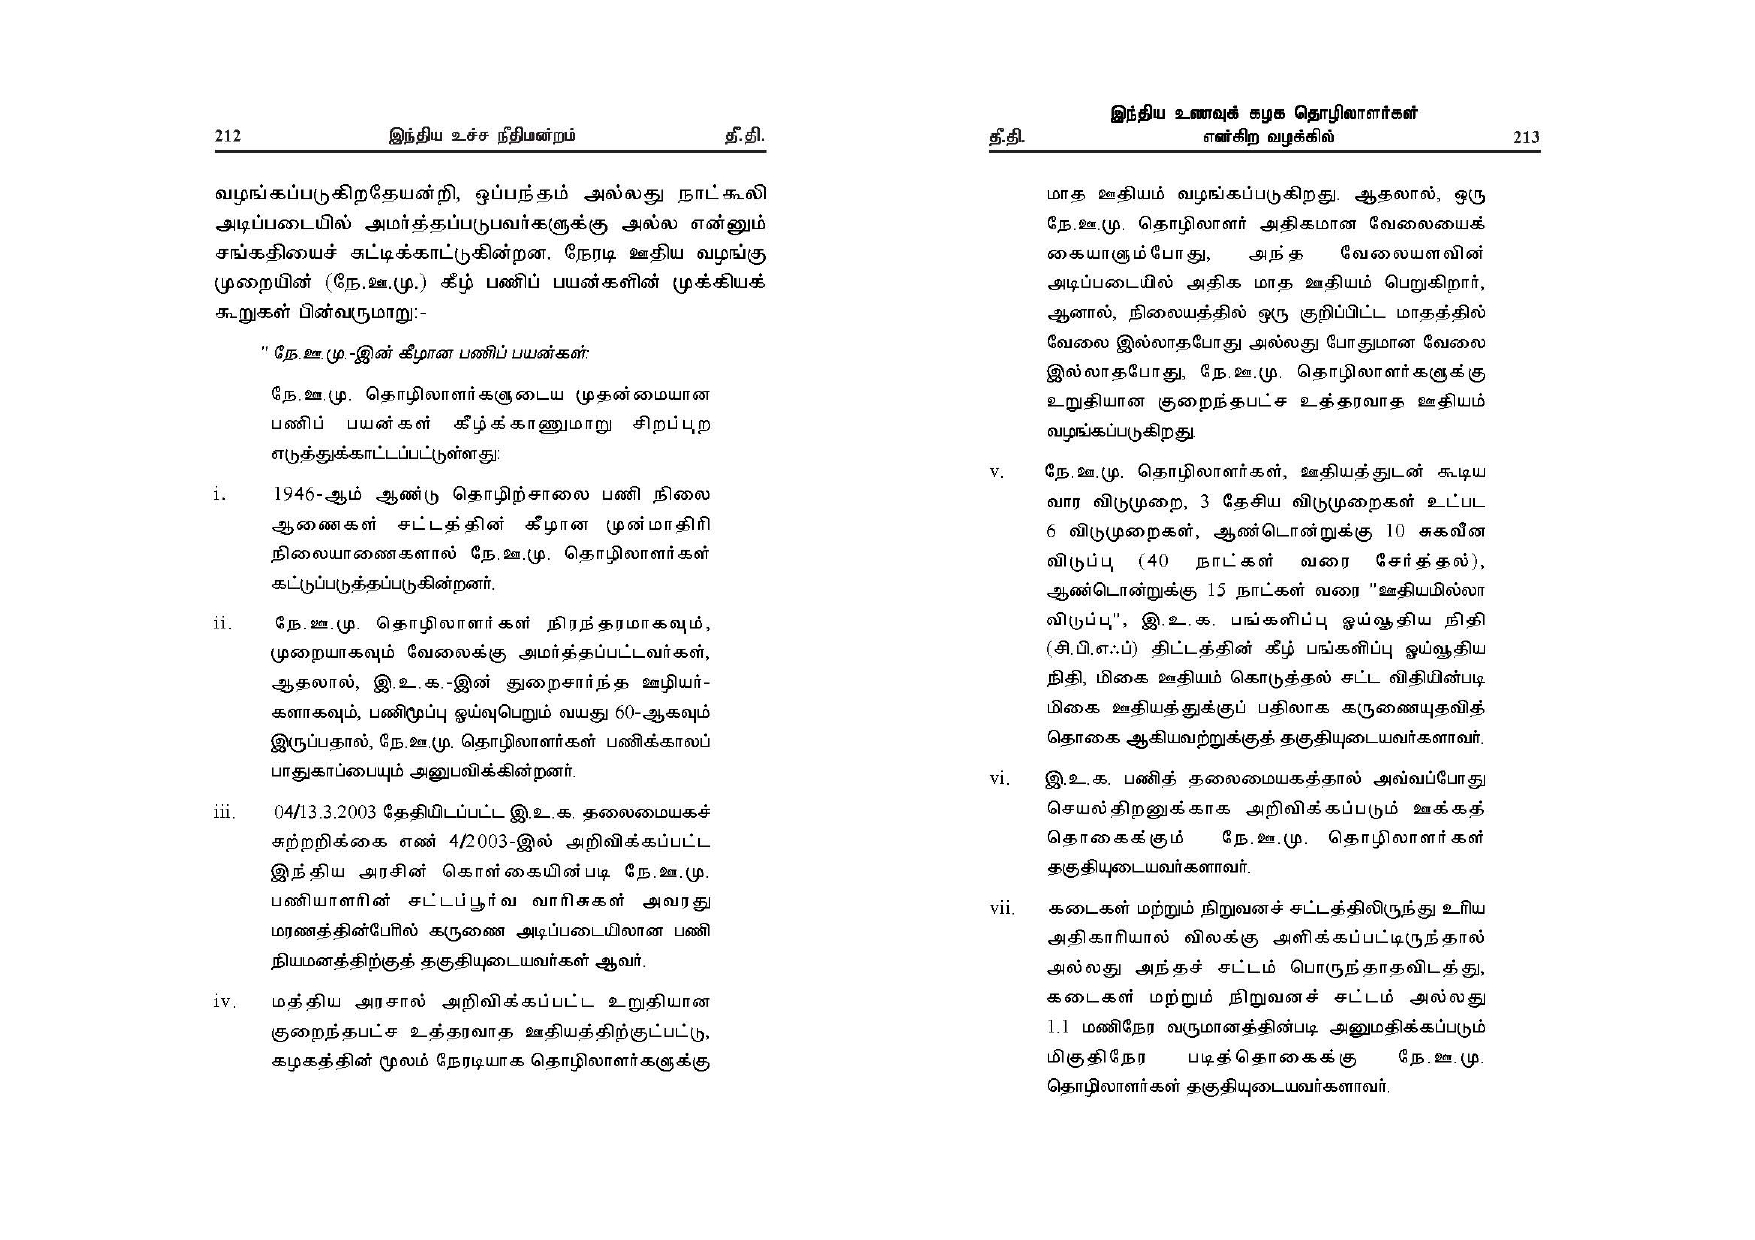 212 இந்திய உச்ச நீதிமன்றம் தீ.தி.
வழங்கப்படுகிறதேயன்றி, ஒப்பந்தம் அல்லது நாட்கூலி
அடிப்படையில் அமர்த்தப்படுபவர்களுக்கு அல்ல என்னும்
சங்கதியைச் சுட்டிக்காட்டுகின்றன. நேரடி ஊதிய வழங்கு
முறையின் (நே.ஊ.மு.) கீழ் பணிப் பயன்களின் முக்கியக்
கூறுகள் பின்வருமாறு:-
" நே.ஊ.மு.-இன் கீழான பணிப் பயன்கள்:
நே.ஊ.மு. தொழிலாளர்களுடைய முதன்மையான
பணிப் பயன்கள் கீழ்க்காணுமாறு சிறப்புற
எடுத்துக்காட்டப்பட்டுள்ளது:
i. 1946-ஆம் ஆண்டு தொழிற்சாலை பணி நிலை
ஆணைகள் சட்டத்தின் கீழான முன்மாதிரி
நிலையாணைகளால் நே.ஊ.மு. தொழிலாளர்கள்
கட்டுப்படுத்தப்படுகின்றனர்.
ii. நே.ஊ.மு. தொழிலாளர்கள் நிரந்தரமாகவும்,
முறையாகவும் வேலைக்கு அமர்த்தப்பட்டவர்கள்,
ஆதலால், இ.உ.க.-இன் துறைசார்ந்த ஊழியர்-
களாகவும், பணிமூப்பு ஓய்வுபெறும் வயது 60-ஆகவும்
இருப்பதால், நே.ஊ.மு. தொழிலாளர்கள் பணிக்காலப்
பாதுகாப்பையும் அனுபவிக்கின்றனர்.
iii. 04/13.3.2003 தேதியிடப்பட்ட இ.உ.க. தலைமையகச்
சுற்றறிக்கை எண் 4/2003-இல் அறிவிக்கப்பட்ட
இந்திய அரசின் கொள்கையின்படி நே.ஊ.மு.
பணியாளரின் சட்டப்பூர்வ வாரிசுகள் அவரது
மரணத்தின்பேரில் கருணை அடிப்படையிலான பணி
நியமனத்திற்குத் தகுதியுடையவர்கள் ஆவர்.
iv. மத்திய அரசால் அறிவிக்கப்பட்ட உறுதியான
குறைந்தபட்ச உத்தரவாத ஊதியத்திற்குட்பட்டு,
கழகத்தின் மூலம் நேரடியாக தொழிலாளர்களுக்கு
இந்திய உணவுக் கழக தொழிலாளர்கள்
தீ.தி. என்கிற வழக்கில் 213
மாத ஊதியம் வழங்கப்படுகிறது. ஆதலால், ஒரு
நே.ஊ.மு. தொழிலாளர் அதிகமான வேலையைக்
கையாளும்போது, அந்த வேலையளவின்
அடிப்படையில் அதிக மாத ஊதியம் பெறுகிறார்,
ஆனால், நிலையத்தில் ஒரு குறிப்பிட்ட மாதத்தில்
வேலை இல்லாதபோது அல்லது போதுமான வேலை
இல்லாதபோது, நே.ஊ.மு. தொழிலாளர்களுக்கு
உறுதியான குறைந்தபட்ச உத்தரவாத ஊதியம்
வழங்கப்படுகிறது.
v. நே.ஊ.மு. தொழிலாளர்கள், ஊதியத்துடன் கூடிய
வார விடுமுறை, 3 தேசிய விடுமுறைகள் உட்பட
6 விடுமுறைகள், ஆண்டொன்றுக்கு 10 சுகவீன
விடுப்பு (40 நாட்கள் வரை சேர்த்தல்),
ஆண்டொன்றுக்கு 15 நாட்கள் வரை "ஊதியமில்லா
விடுப்பு", இ.உ.க. பங்களிப்பு ஓய்வூதிய நிதி
(சி.பி.எஃப்) திட்டத்தின் கீழ் பங்களிப்பு ஓய்வூதிய
நிதி, மிகை ஊதியம் கொடுத்தல் சட்ட விதியின்படி
மிகை ஊதியத்துக்குப் பதிலாக கருணையுதவித்
தொகை ஆகியவற்றுக்குத் தகுதியுடையவர்களாவர்.
vi. இ.உ.க. பணித் தலைமையகத்தால் அவ்வப்போது
செயல்திறனுக்காக அறிவிக்கப்படும் ஊக்கத்
தொகைக்கும் நே.ஊ.மு. தொழிலாளர்கள்
தகுதியுடையவர்களாவர்.
vii. கடைகள் மற்றும் நிறுவனச் சட்டத்திலிருந்து உரிய
அதிகாரியால் விலக்கு அளிக்கப்பட்டிருந்தால்
அல்லது அந்தச் சட்டம் பொருந்தாதவிடத்து,
கடைகள் மற்றும் நிறுவனச் சட்டம் அல்லது
1.1 மணிநேர வருமானத்தின்படி அனுமதிக்கப்படும்
மிகுதிநேர படித்தொகைக்கு நே.ஊ.மு.
தொழிலாளர்கள் தகுதியுடையவர்களாவர்.